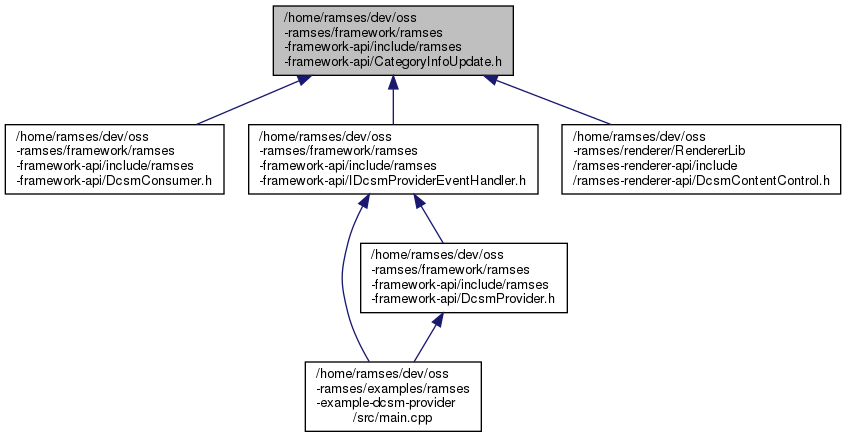 /home/ramses/dev/oss
-ramses/framework/ramses
-framework-api/include/ramses
-framework-api/CategoryInfoUpdate.h
/home/ramses/dev/oss
-ramses/framework/ramses
-framework-api/include/ramses
-framework-api/DcsmConsumer.h
/home/ramses/dev/oss
-ramses/framework/ramses
-framework-api/include/ramses
-framework-api/IDcsmProviderEventHandler.h
/home/ramses/dev/oss
-ramses/renderer/RendererLib
/ramses-renderer-api/include
/ramses-renderer-api/DcsmContentControl.h
/home/ramses/dev/oss
-ramses/framework/ramses
-framework-api/include/ramses
-framework-api/DcsmProvider.h
/home/ramses/dev/oss
-ramses/examples/ramses
-example-dcsm-provider
/src/main.cpp